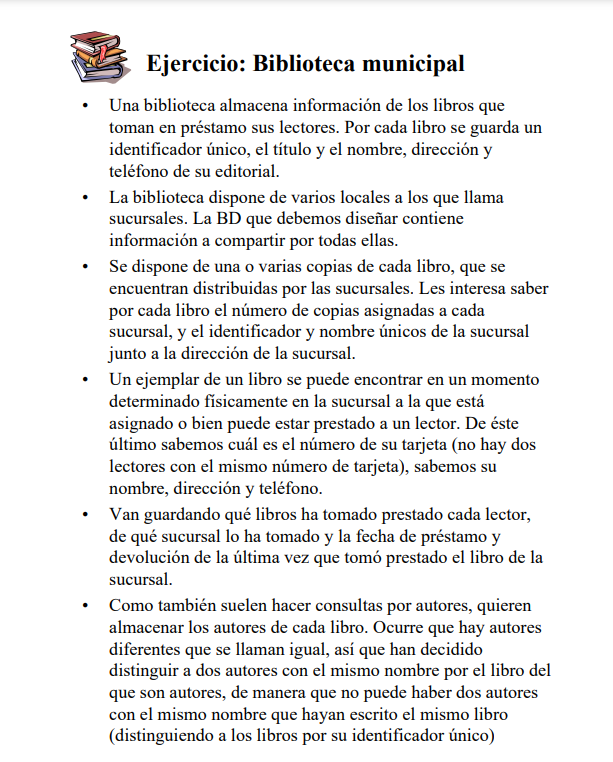 Ejercicio: Biblioteca municipal
• Una biblioteca almacena información de los libros que
toman en préstamo sus lectores. Por cada libro se guarda un
identificador único, el título y el nombre, dirección y
teléfono de su editorial.
• La biblioteca dispone de varios locales a los que llama
sucursales. La BD que debemos diseñar contiene
información a compartir por todas ellas.
• Se dispone de una o varias copias de cada libro, que se
encuentran distribuidas por las sucursales. Les interesa saber
por cada libro el número de copias asignadas a cada
sucursal, y el identificador y nombre únicos de la sucursal
junto a la dirección de la sucursal.
• Un ejemplar de un libro se puede encontrar en un momento
determinado físicamente en la sucursal a la que está
asignado o bien puede estar prestado a un lector. De éste
último sabemos cuál es el número de su tarjeta (no hay dos
lectores con el mismo número de tarjeta), sabemos su
nombre, dirección y teléfono.
• Van guardando qué libros ha tomado prestado cada lector,
de qué sucursal lo ha tomado y la fecha de préstamo y
devolución de la última vez que tomó prestado el libro de la
sucursal.
• Como también suelen hacer consultas por autores, quieren
almacenar los autores de cada libro. Ocurre que hay autores
diferentes que se llaman igual, así que han decidido
distinguir a dos autores con el mismo nombre por el libro del
que son autores, de manera que no puede haber dos autores
con el mismo nombre que hayan escrito el mismo libro
(distinguiendo a los libros por su identificador único)